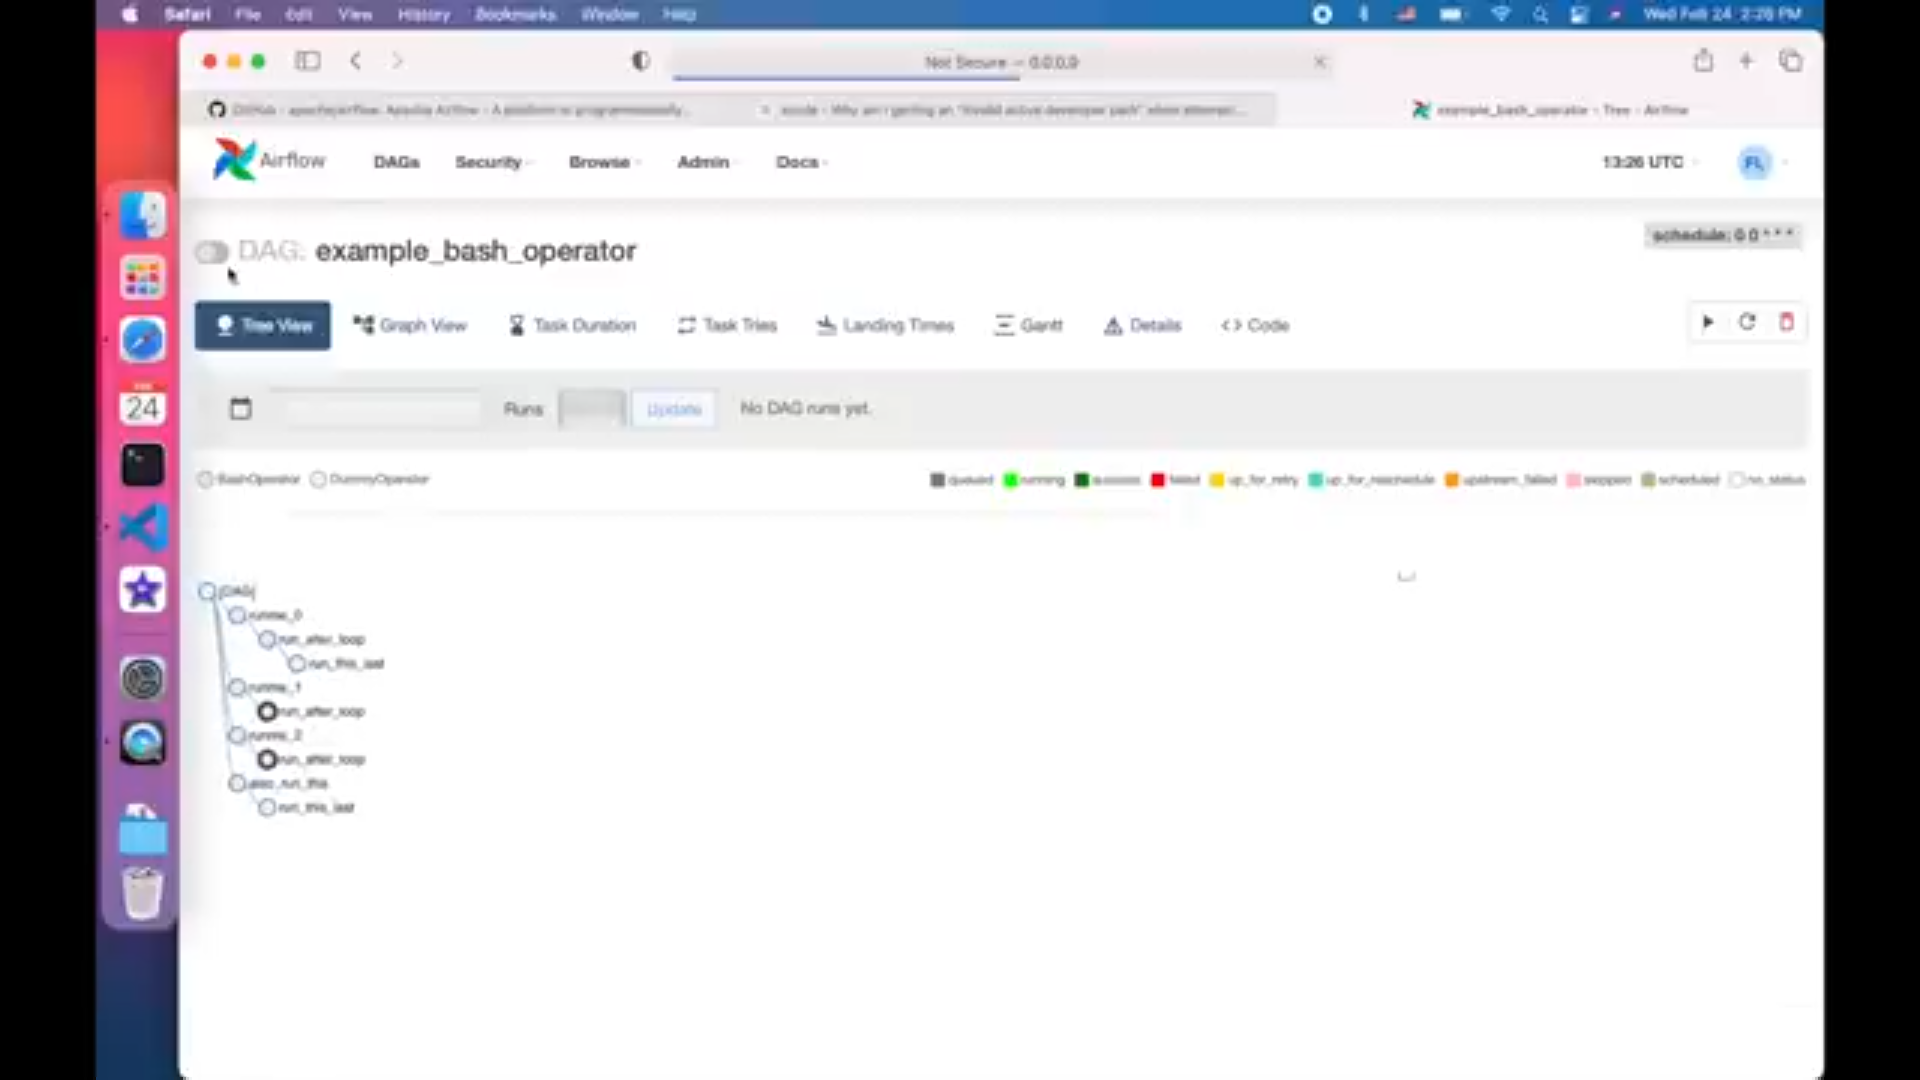 Safari File Edit View History Bookmarks Window Help Wed Feb 24 2:26 PM
Not Secure — 0.0.0.0
GitHub - apache/airflow: Apache Airflow - A platform to programmatically...
xcode - Why am I getting an "invalid active developer path" when attempt...
example_bash_operator - Tree - Airflow
Airflow DAGs Security Browse Admin Docs 13:26 UTC FL
DAG: example_bash_operator
schedule: 0 0 * * *
Tree View Graph View Task Duration Task Tries Landing Times Gantt Details <> Code
Runs Update No DAG runs yet.
BashOperator DummyOperator queued running success failed up_for_retry up_for_reschedule upstream_failed skipped scheduled no_status
[DAG]
runme_0
run_after_loop
run_this_last
runme_1
run_after_loop
runme_2
run_after_loop
also_run_this
run_this_last
24